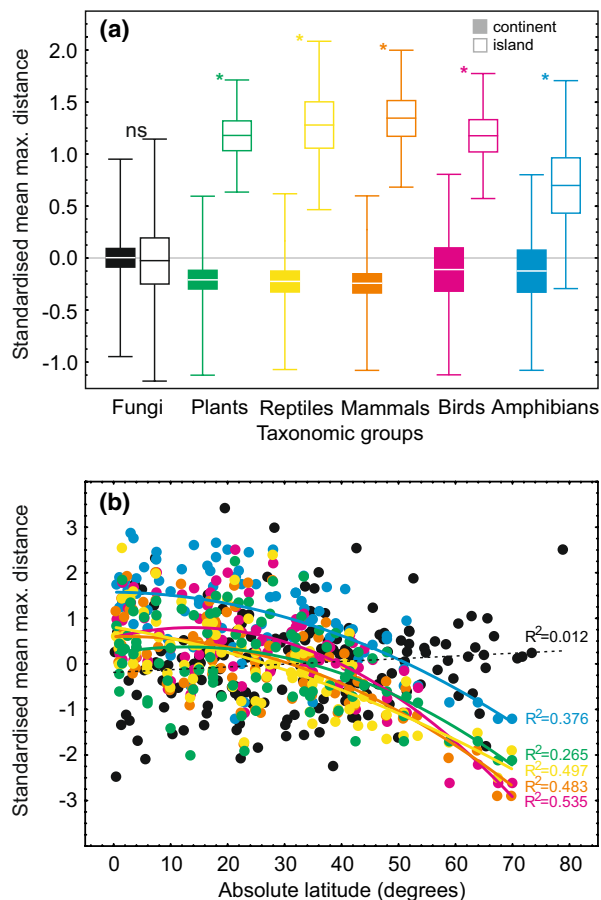 (a)
continent
island
Standardised mean max. distance
2.0
1.5
1.0
0.5
-0.0
-0.5
-1.0
ns
*
*
*
*
*
Fungi Plants Reptiles Mammals Birds Amphibians
Taxonomic groups
(b)
Standardised mean max. distance
3
2
1
0
-1
-2
-3
R²=0.012
R²=0.376
R²=0.265
R²=0.497
R²=0.483
R²=0.535
0 10 20 30 40 50 60 70 80
Absolute latitude (degrees)